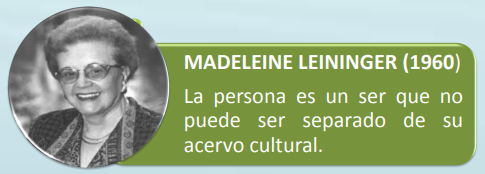 MADELEINE LEININGER (1960)
La persona es un ser que no
puede ser separado de su
acervo cultural.